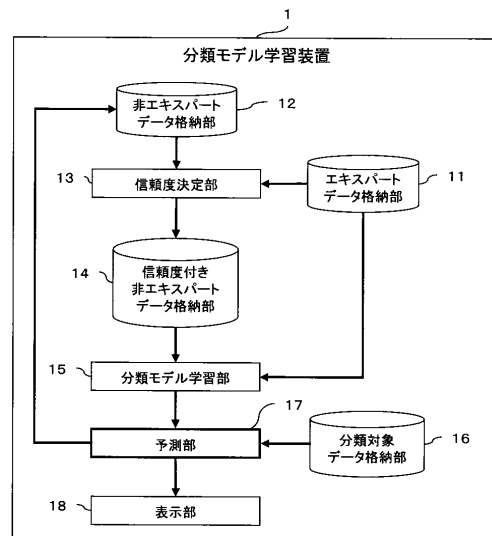 1
分類モデル学習装置
非エキスパート
データ格納部
12
13
信頼度決定部
エキスパート
データ格納部
11
14
信頼度付き
非エキスパート
データ格納部
15
分類モデル学習部
17
予測部
分類対象
データ格納部
16
18
表示部